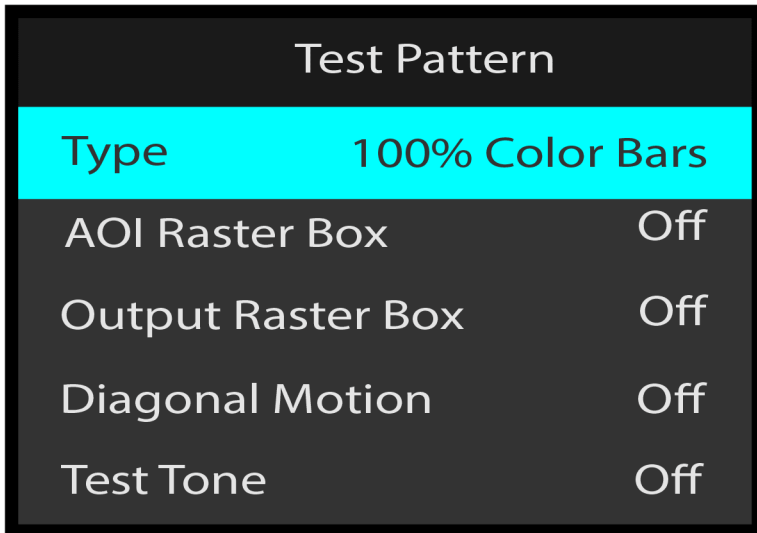 Test Pattern
Type 100% Color Bars
AOI Raster Box Off
Output Raster Box Off
Diagonal Motion Off
Test Tone Off